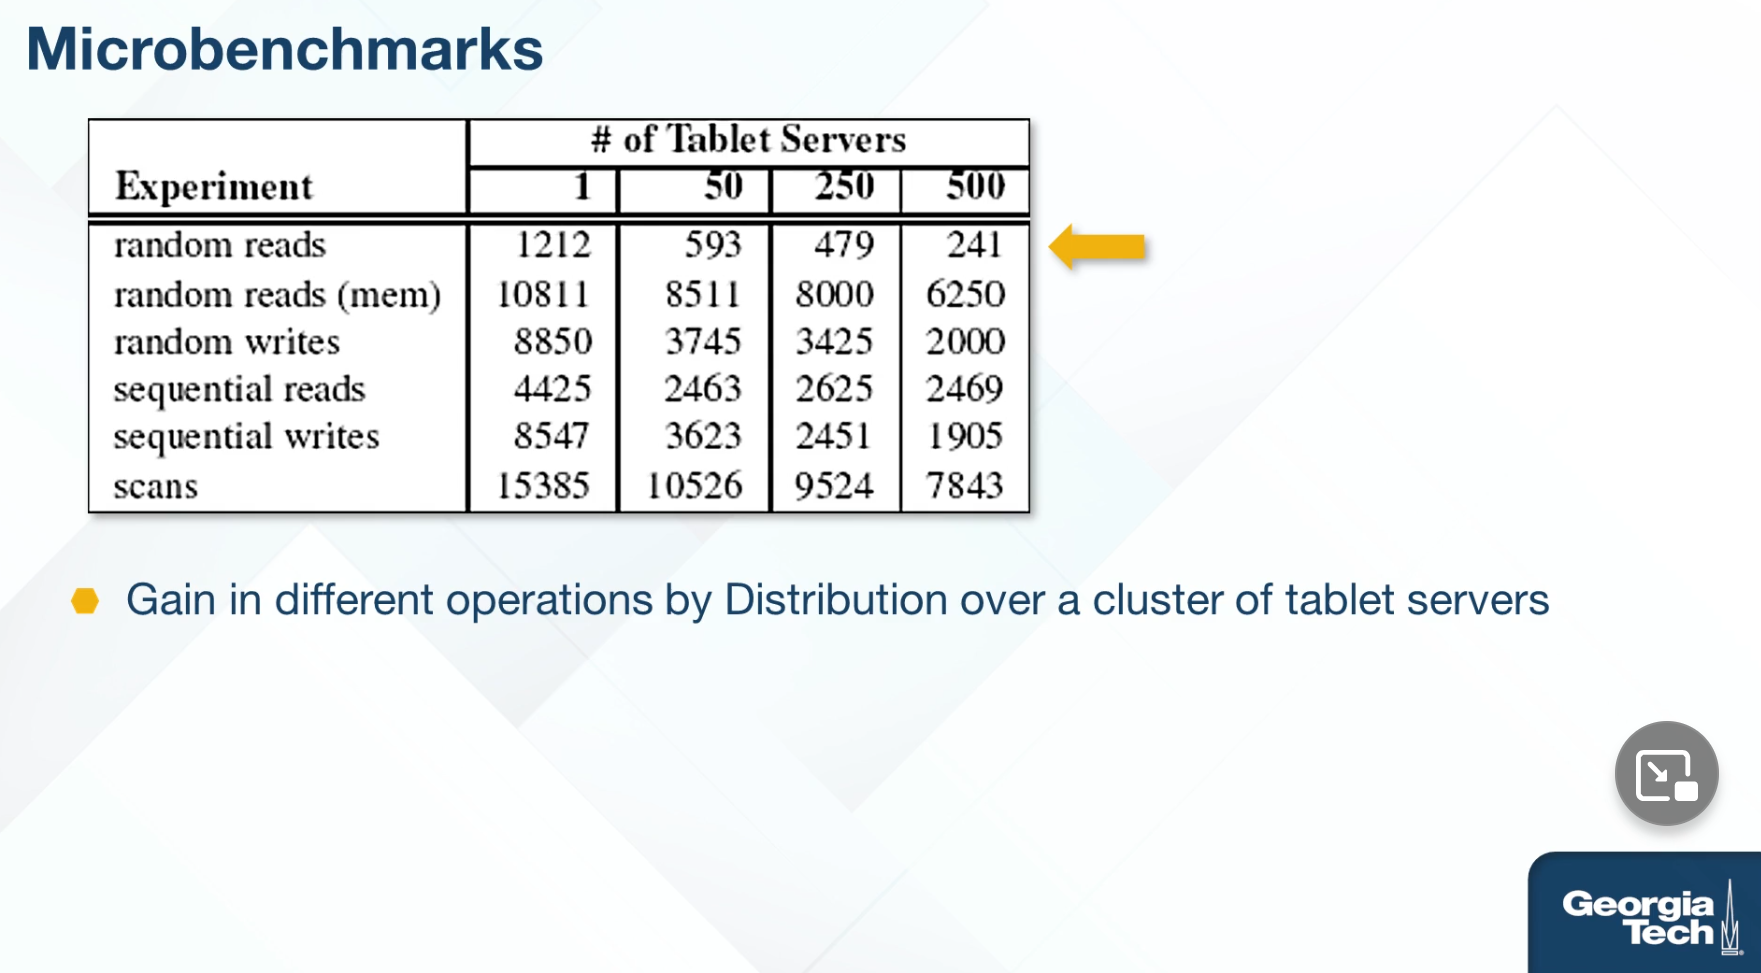 Microbenchmarks
# of Tablet Servers
Experiment 1 50 250 500
random reads 1212 593 479 241
random reads (mem) 10811 8511 8000 6250
random writes 8850 3745 3425 2000
sequential reads 4425 2463 2625 2469
sequential writes 8547 3623 2451 1905
scans 15385 10526 9524 7843
Gain in different operations by Distribution over a cluster of tablet servers
Georgia
Tech